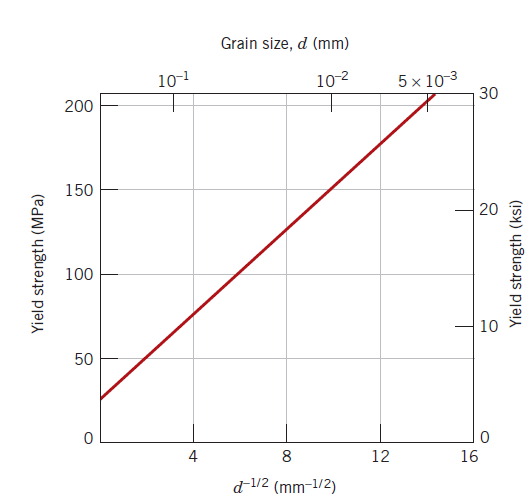 Grain size, d (mm)
10⁻¹ 10⁻² 5 × 10⁻³
200 30
150 20
100 10
50
0 0
4 8 12 16
d⁻¹/² (mm⁻¹/²)
Yield strength (MPa)
Yield strength (ksi)